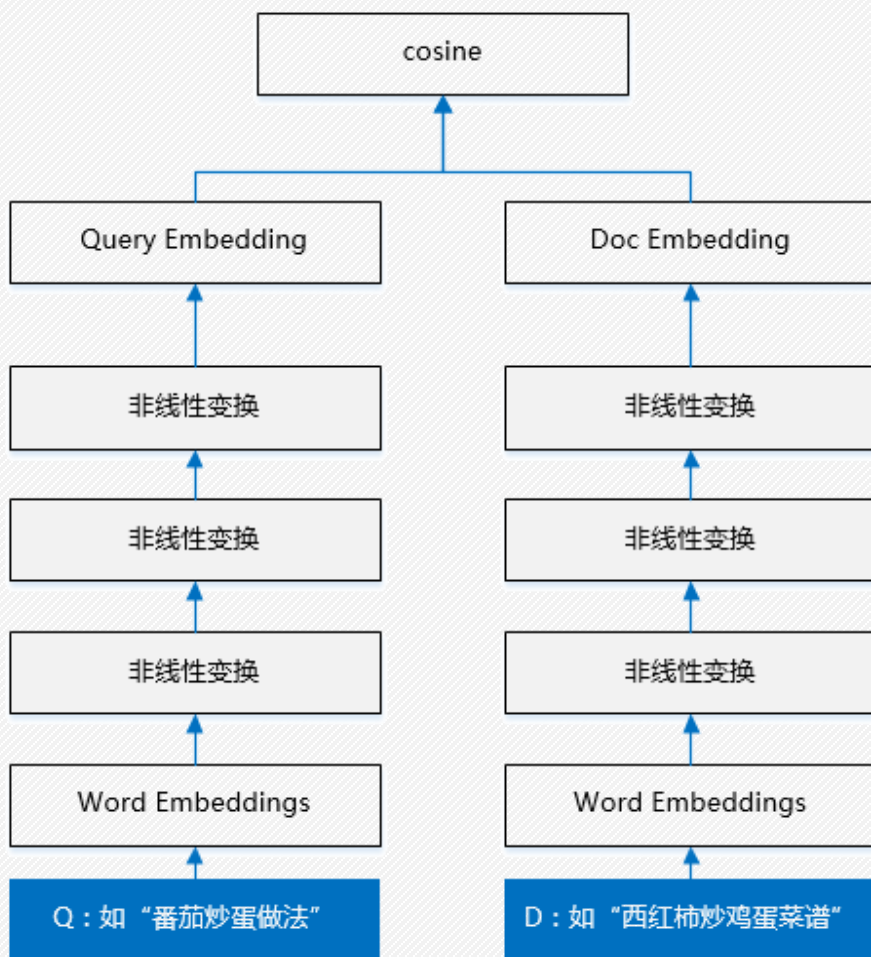 cosine
Query Embedding
Doc Embedding
非线性变换
非线性变换
非线性变换
非线性变换
非线性变换
非线性变换
Word Embeddings
Word Embeddings
Q：如“番茄炒蛋做法”
D：如“西红柿炒鸡蛋菜谱”